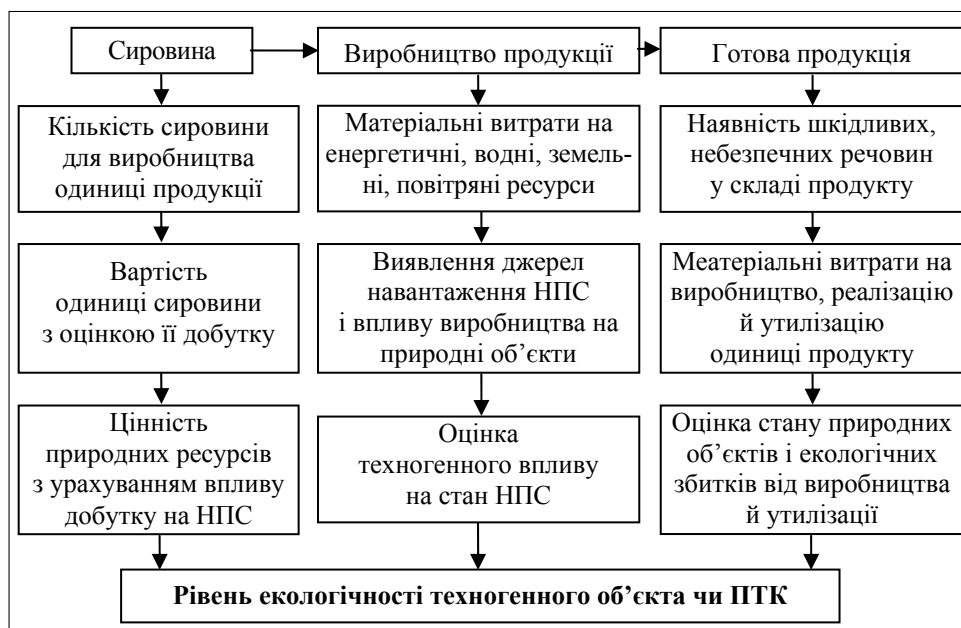 Сировина
Виробництво продукції
Готова продукція
Кількість сировини
для виробництва
одиниці продукції
Матеріальні витрати на
енергетичні, водні, земель-
ні, повітряні ресурси
Наявність шкідливих,
небезпечних речовин
у складі продукту
Вартість
одиниці сировини
з оцінкою її добутку
Виявлення джерел
навантаження НПС
і впливу виробництва на
природні об’єкти
Меатеріальні витрати на
виробництво, реалізацію
й утилізацію
одиниці продукту
Цінність
природних ресурсів
з урахуванням впливу
добутку на НПС
Оцінка
техногенного впливу
на стан НПС
Оцінка стану природних
об’єктів і екологічних
збитків від виробництва
й утилізації
Рівень екологічності техногенного об’єкта чи ПТК